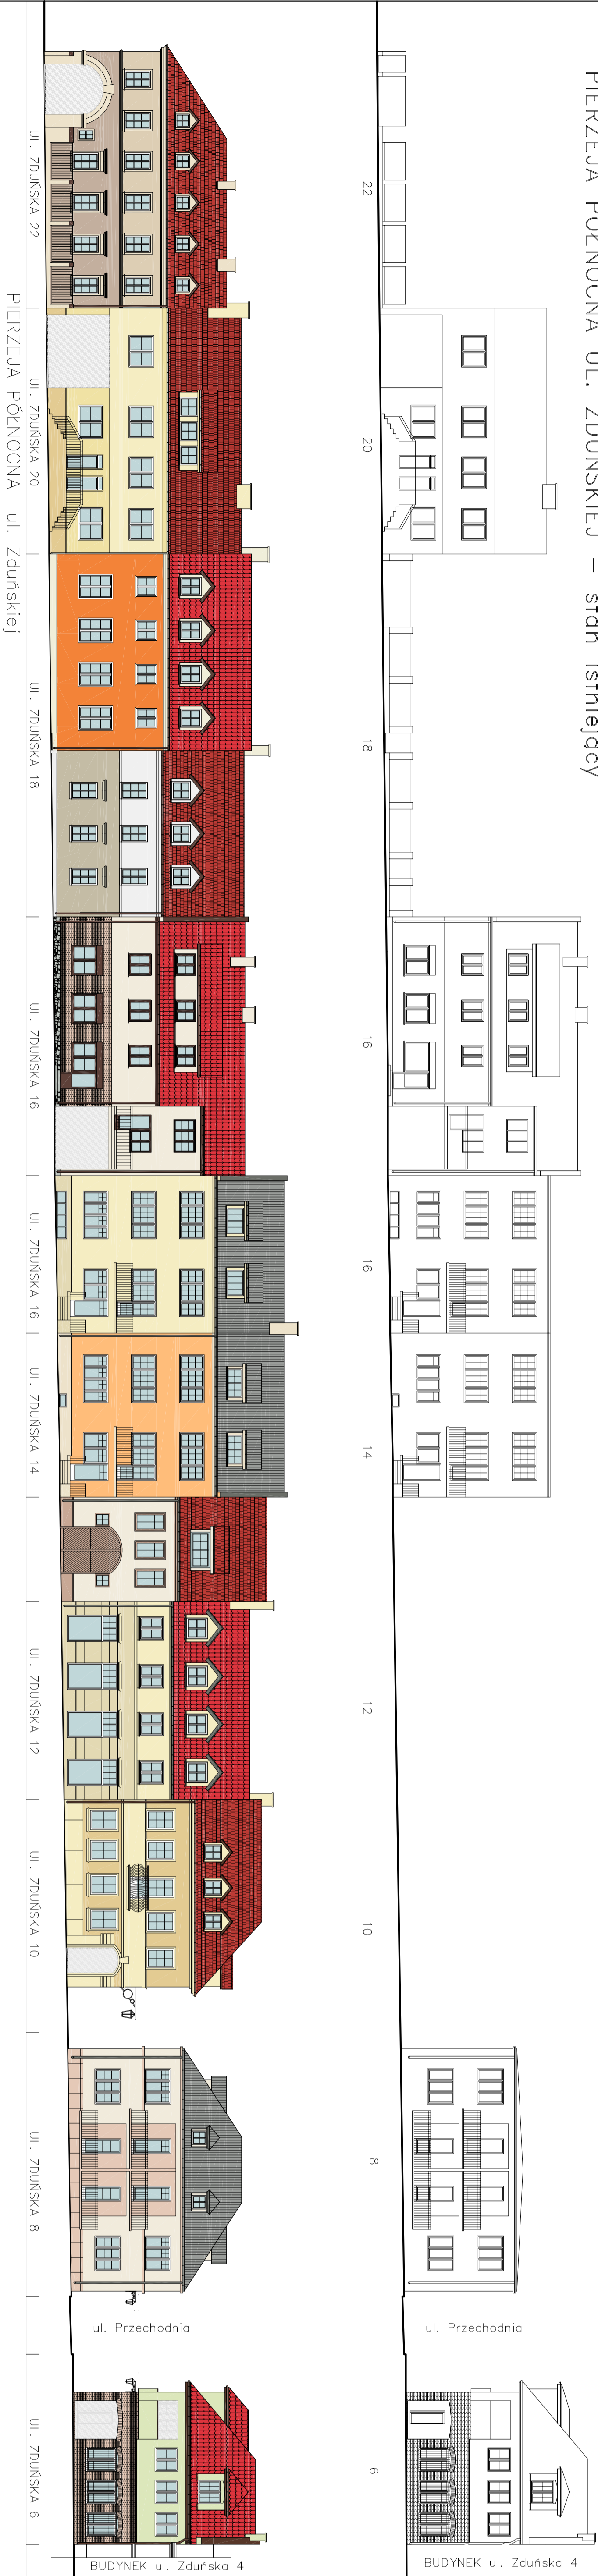 PIERZEJA PÓŁNOCNA UL. ZDUŃSKIEJ – stan istniejący
22
20
18
16
16
14
12
10
8
ul. Przechodnia
6
BUDYNEK ul. Zduńska 4
UL. ZDUŃSKA 22
UL. ZDUŃSKA 20
UL. ZDUŃSKA 18
UL. ZDUŃSKA 16
UL. ZDUŃSKA 16
UL. ZDUŃSKA 14
UL. ZDUŃSKA 12
UL. ZDUŃSKA 10
UL. ZDUŃSKA 8
ul. Przechodnia
UL. ZDUŃSKA 6
BUDYNEK ul. Zduńska 4
PIERZEJA PÓŁNOCNA ul. Zduńskiej